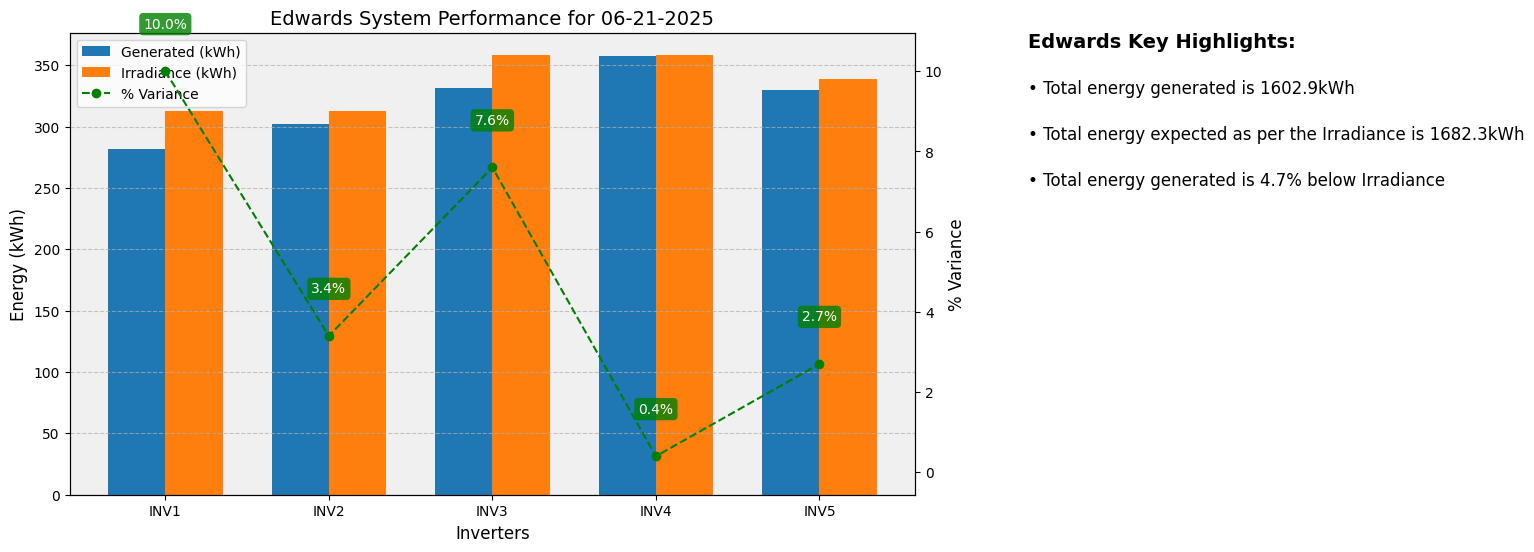 Edwards System Performance for 06-21-2025
10.0%
Generated (kWh)
Irradiance (kWh)
% Variance
7.6%
3.4%
2.7%
0.4%
Energy (kWh)
350
300
250
200
150
100
50
0
INV1 INV2 INV3 INV4 INV5
Inverters
10
8
6
4
2
0
% Variance
Edwards Key Highlights:
• Total energy generated is 1602.9kWh
• Total energy expected as per the Irradiance is 1682.3kWh
• Total energy generated is 4.7% below Irradiance